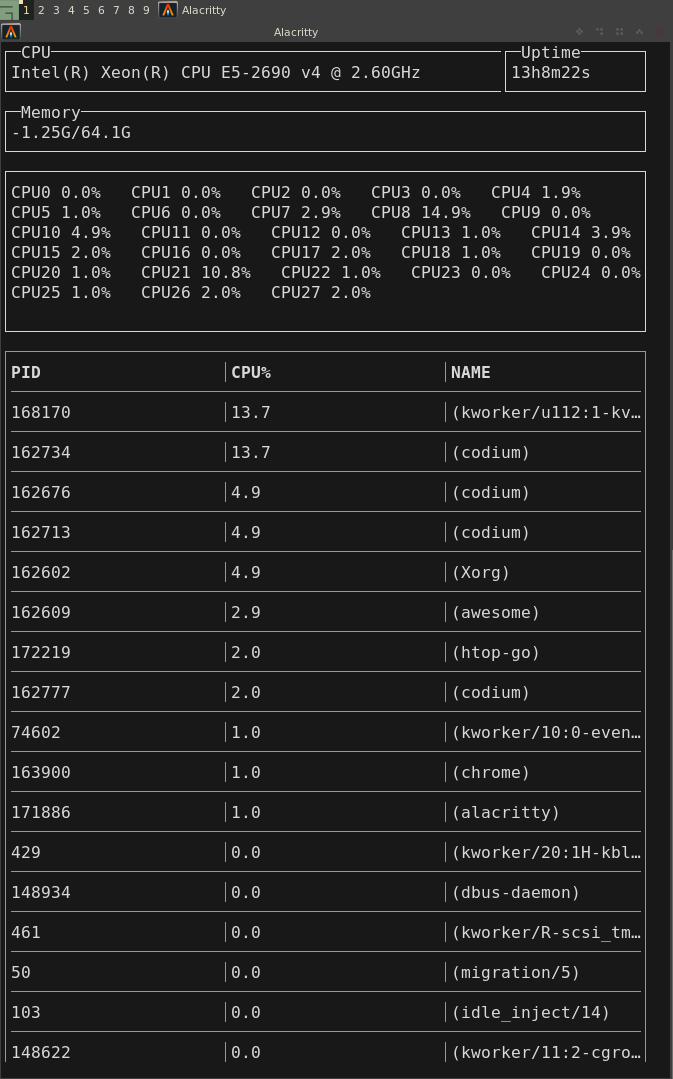 1 2 3 4 5 6 7 8 9 Alacritty
Alacritty
CPU Uptime
Intel(R) Xeon(R) CPU E5-2690 v4 @ 2.60GHz 13h8m22s
Memory
-1.25G/64.1G
CPU0 0.0% CPU1 0.0% CPU2 0.0% CPU3 0.0% CPU4 1.9%
CPU5 1.0% CPU6 0.0% CPU7 2.9% CPU8 14.9% CPU9 0.0%
CPU10 4.9% CPU11 0.0% CPU12 0.0% CPU13 1.0% CPU14 3.9%
CPU15 2.0% CPU16 0.0% CPU17 2.0% CPU18 1.0% CPU19 0.0%
CPU20 1.0% CPU21 10.8% CPU22 1.0% CPU23 0.0% CPU24 0.0%
CPU25 1.0% CPU26 2.0% CPU27 2.0%
PID CPU% NAME
168170 13.7 (kworker/u112:1-kv…
162734 13.7 (codium)
162676 4.9 (codium)
162713 4.9 (codium)
162602 4.9 (Xorg)
162609 2.9 (awesome)
172219 2.0 (htop-go)
162777 2.0 (codium)
74602 1.0 (kworker/10:0-even…
163900 1.0 (chrome)
171886 1.0 (alacritty)
429 0.0 (kworker/20:1H-kbl…
148934 0.0 (dbus-daemon)
461 0.0 (kworker/R-scsi_tm…
50 0.0 (migration/5)
103 0.0 (idle_inject/14)
148622 0.0 (kworker/11:2-cgro…